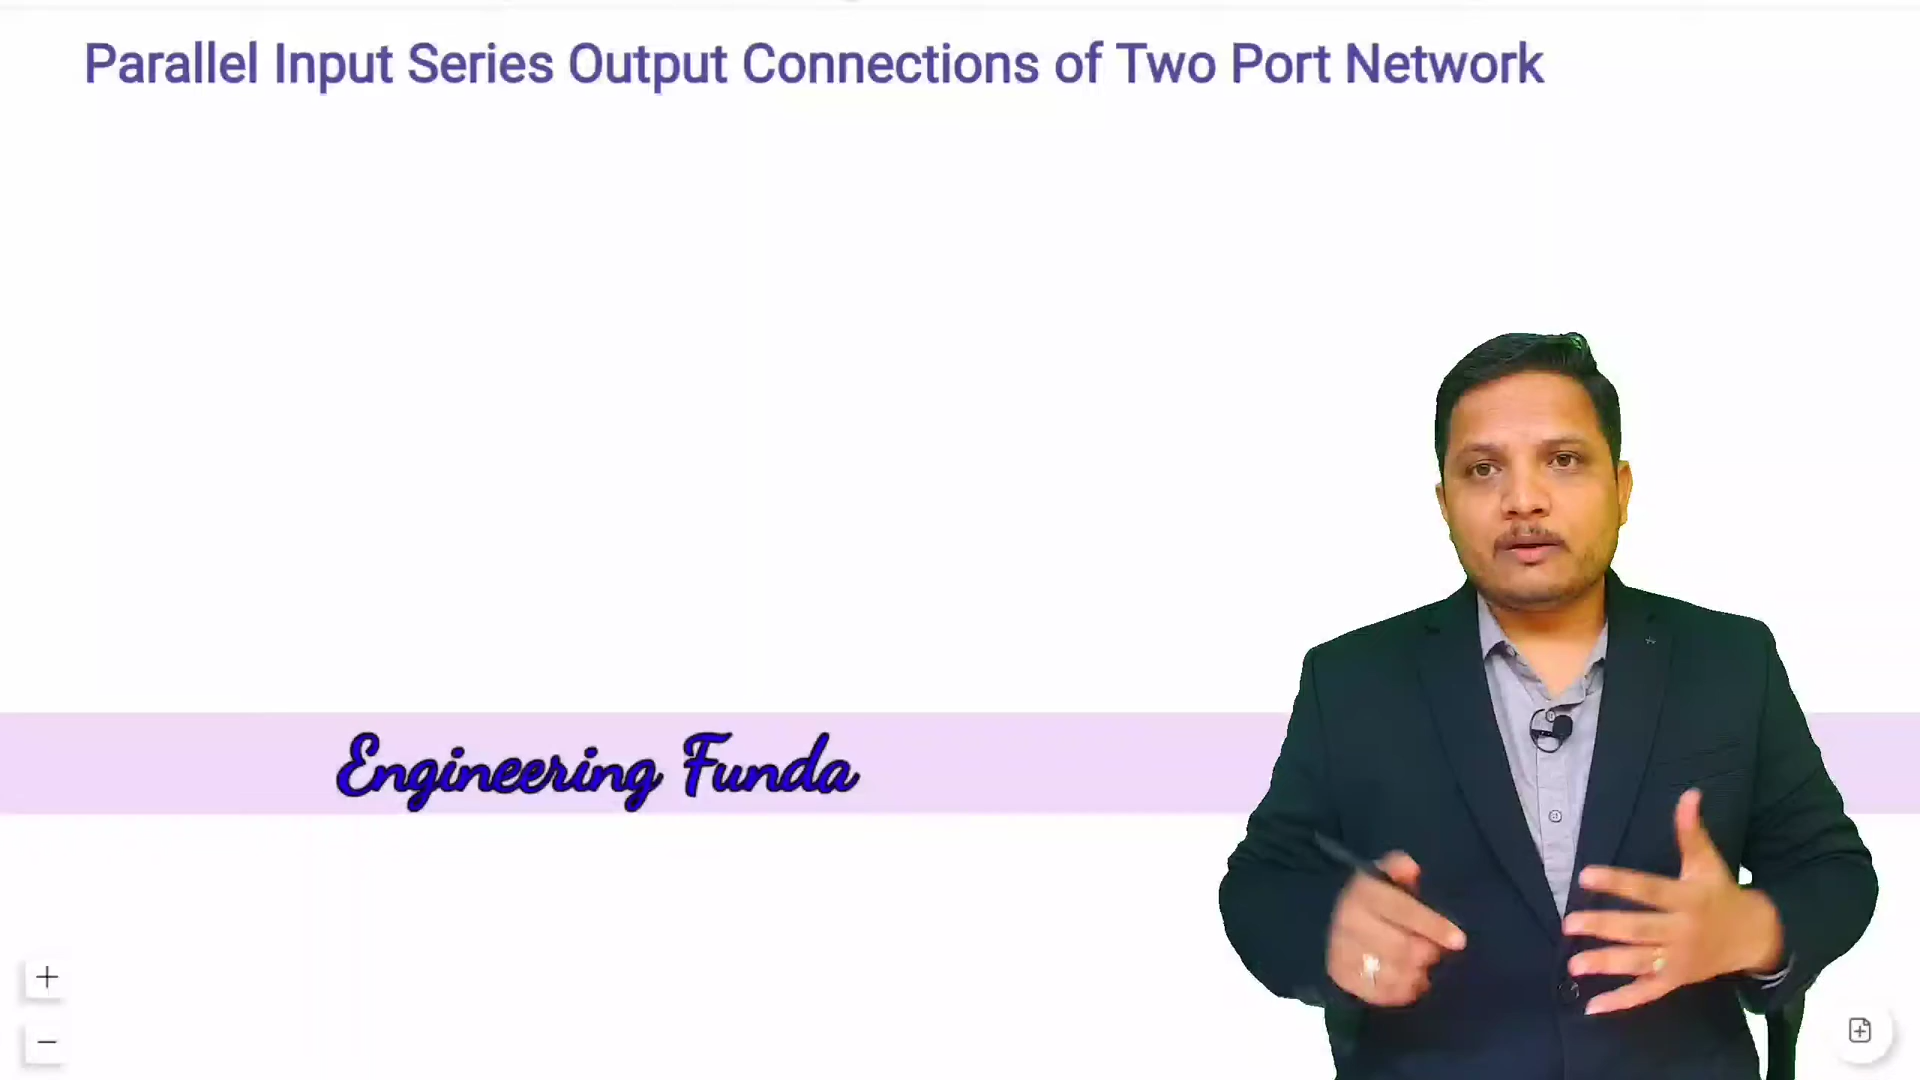 Parallel Input Series Output Connections of Two Port Network
Engineering Funda